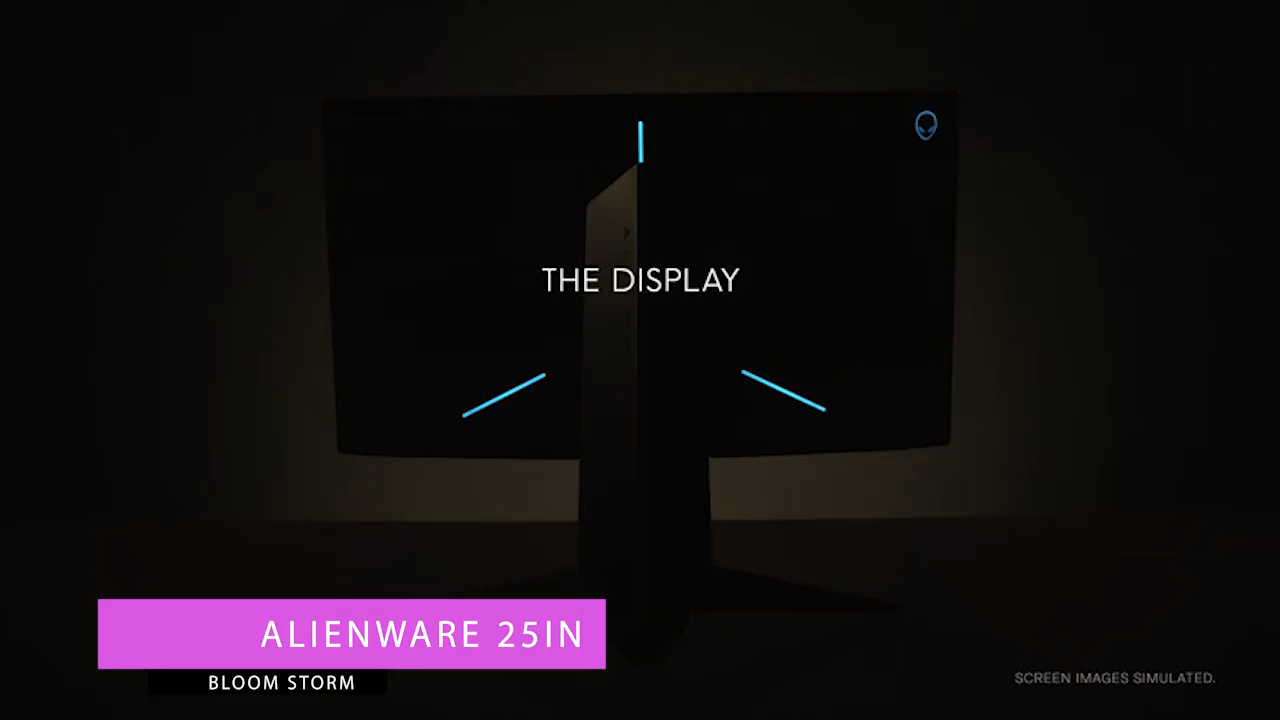 THE DISPLAY
ALIENWARE 25IN
BLOOM STORM
SCREEN IMAGES SIMULATED.